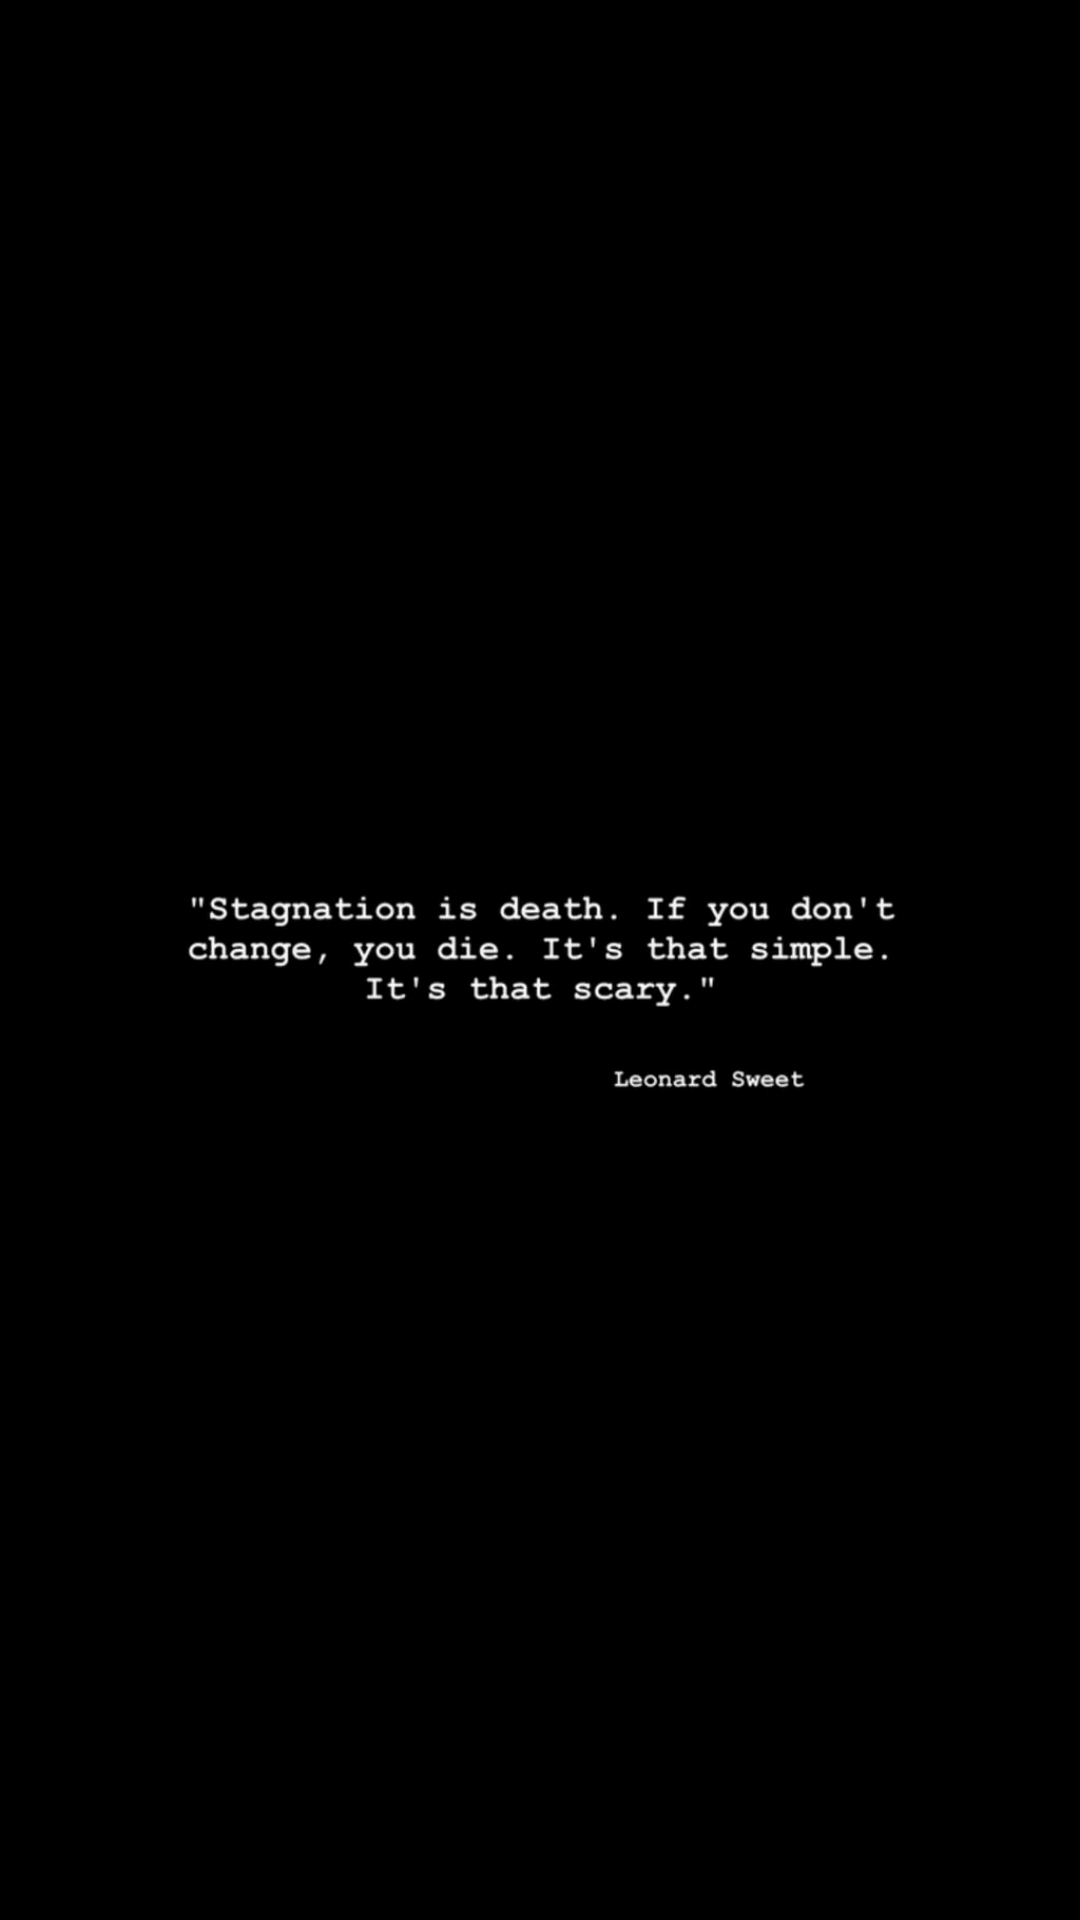 "Stagnation is death. If you don't
change, you die. It's that simple.
It's that scary."
Leonard Sweet